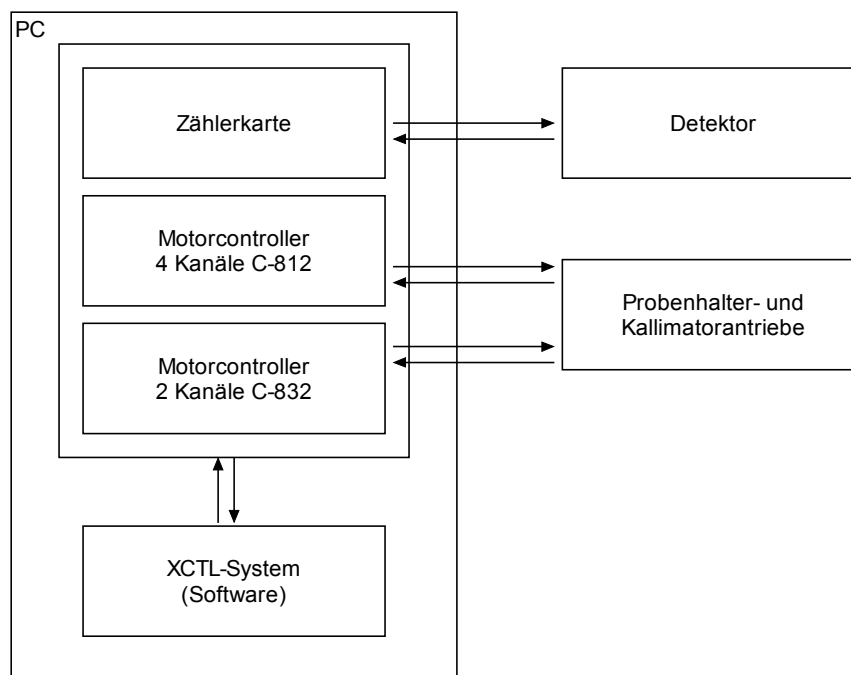 PC
Zählerkarte
Detektor
Motorcontroller
4 Kanäle C-812
Probenhalter- und
Kallimatorantriebe
Motorcontroller
2 Kanäle C-832
XCTL-System
(Software)